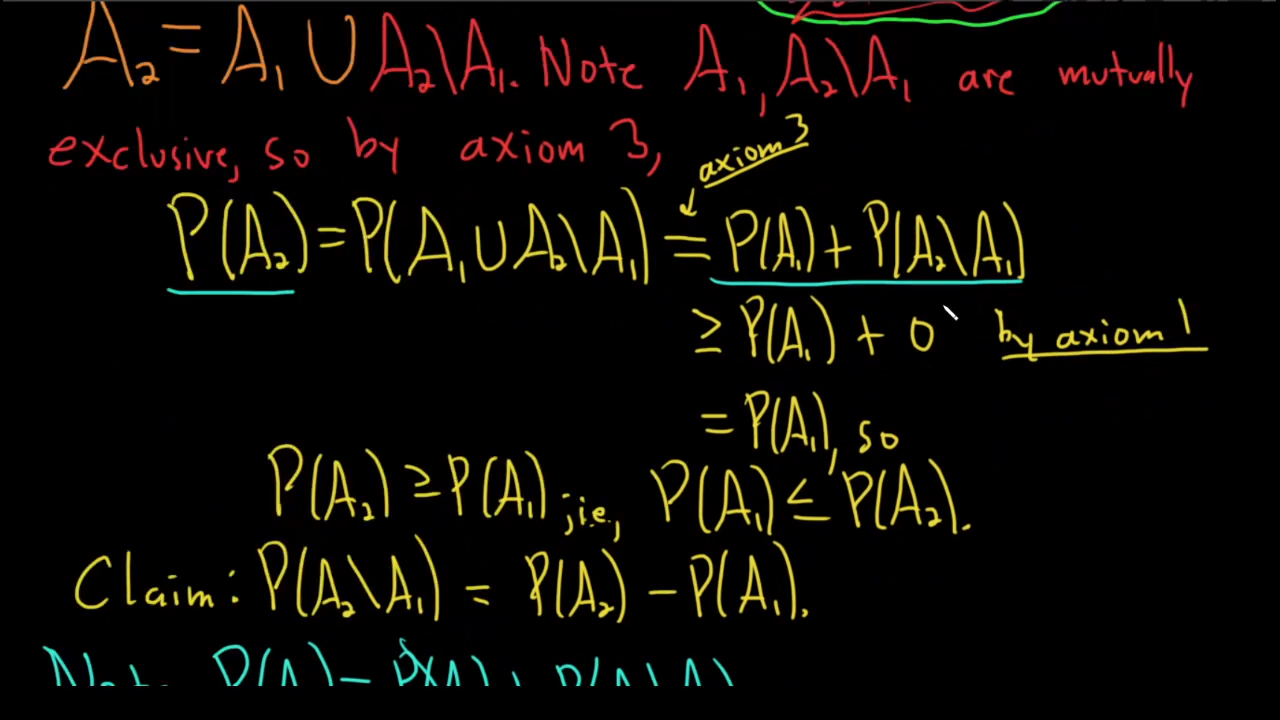 A₂ = A₁ ∪ A₂\A₁. Note A₁, A₂\A₁ are mutually
exclusive, so by axiom 3,
axiom 3
P(A₂) = P(A₁ ∪ A₂\A₁) = P(A₁) + P(A₂\A₁)
≥ P(A₁) + 0 by axiom 1
= P(A₁), so
P(A₂) ≥ P(A₁); i.e., P(A₁) ≤ P(A₂).
Claim: P(A₂\A₁) = P(A₂) - P(A₁).